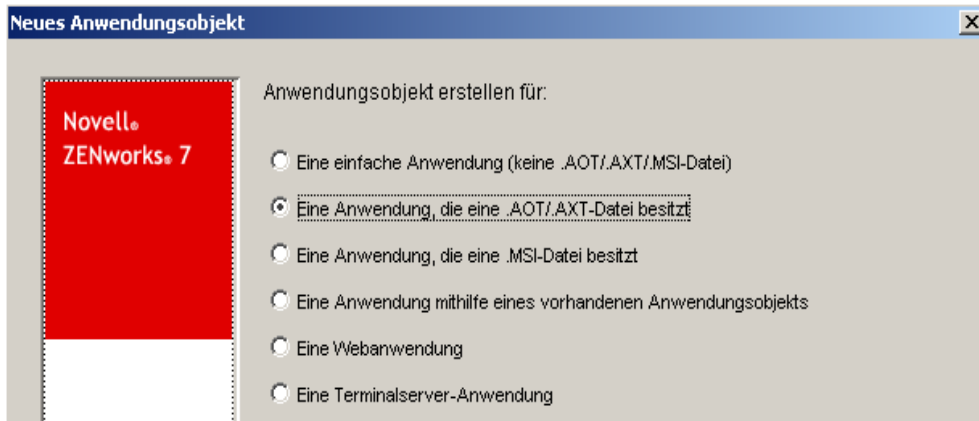 Neues Anwendungsobjekt
Novell®
ZENworks® 7
Anwendungsobjekt erstellen für:
Eine einfache Anwendung (keine .AOT/.AXT/.MSI-Datei)
Eine Anwendung, die eine .AOT/.AXT-Datei besitzt
Eine Anwendung, die eine .MSI-Datei besitzt
Eine Anwendung mithilfe eines vorhandenen Anwendungsobjekts
Eine Webanwendung
Eine Terminalserver-Anwendung